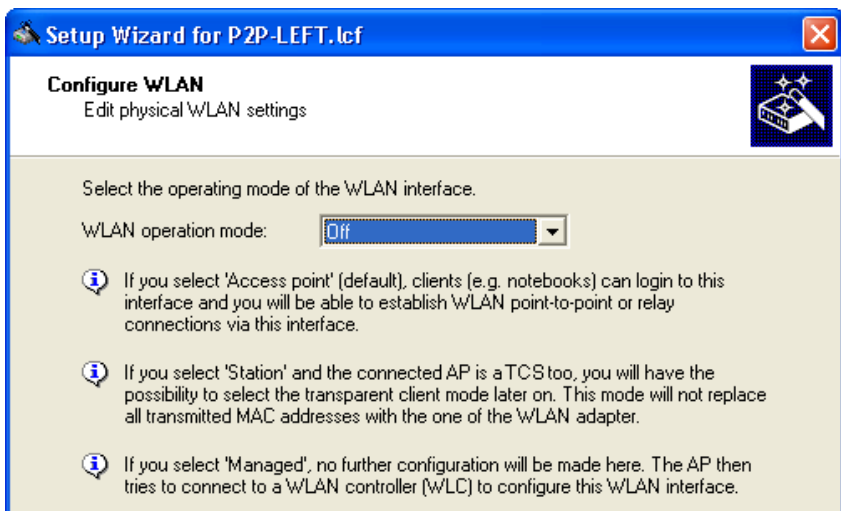 Setup Wizard for P2P-LEFT.lcf
Configure WLAN
Edit physical WLAN settings
Select the operating mode of the WLAN interface.
WLAN operation mode: Off
If you select 'Access point' (default), clients (e.g. notebooks) can login to this
interface and you will be able to establish WLAN point-to-point or relay
connections via this interface.
If you select 'Station' and the connected AP is a TCS too, you will have the
possibility to select the transparent client mode later on. This mode will not replace
all transmitted MAC addresses with the one of the WLAN adapter.
If you select 'Managed', no further configuration will be made here. The AP then
tries to connect to a WLAN controller (WLC) to configure this WLAN interface.